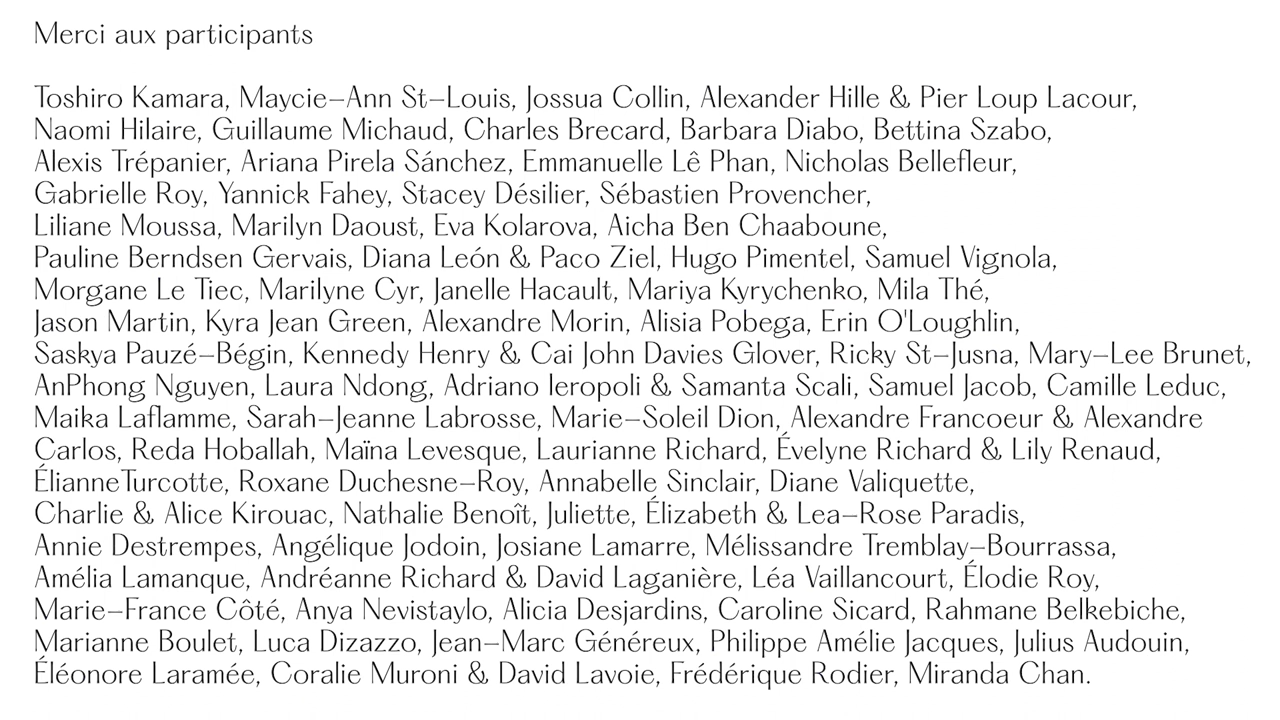 Merci aux participants
Toshiro Kamara, Maycie-Ann St-Louis, Jossua Collin, Alexander Hille & Pier Loup Lacour,
Naomi Hilaire, Guillaume Michaud, Charles Brecard, Barbara Diabo, Bettina Szabo,
Alexis Trépanier, Ariana Pirela Sánchez, Emmanuelle Lê Phan, Nicholas Bellefleur,
Gabrielle Roy, Yannick Fahey, Stacey Désilier, Sébastien Provencher,
Liliane Moussa, Marilyn Daoust, Eva Kolarova, Aicha Ben Chaaboune,
Pauline Berndsen Gervais, Diana León & Paco Ziel, Hugo Pimentel, Samuel Vignola,
Morgane Le Tiec, Marilyne Cyr, Janelle Hacault, Mariya Kyrychenko, Mila Thé,
Jason Martin, Kyra Jean Green, Alexandre Morin, Alisia Pobega, Erin O'Loughlin,
Saskya Pauzé-Bégin, Kennedy Henry & Cai John Davies Glover, Ricky St-Jusna, Mary-Lee Brunet,
AnPhong Nguyen, Laura Ndong, Adriano Ieropoli & Samanta Scali, Samuel Jacob, Camille Leduc,
Maika Laflamme, Sarah-Jeanne Labrosse, Marie-Soleil Dion, Alexandre Francoeur & Alexandre
Carlos, Reda Hoballah, Maïna Levesque, Laurianne Richard, Évelyne Richard & Lily Renaud,
ÉlianneTurcotte, Roxane Duchesne-Roy, Annabelle Sinclair, Diane Valiquette,
Charlie & Alice Kirouac, Nathalie Benoît, Juliette, Élizabeth & Lea-Rose Paradis,
Annie Destrempes, Angélique Jodoin, Josiane Lamarre, Mélissandre Tremblay-Bourrassa,
Amélia Lamanque, Andréanne Richard & David Laganière, Léa Vaillancourt, Élodie Roy,
Marie-France Côté, Anya Nevistaylo, Alicia Desjardins, Caroline Sicard, Rahmane Belkebiche,
Marianne Boulet, Luca Dizazzo, Jean-Marc Généreux, Philippe Amélie Jacques, Julius Audouin,
Éléonore Laramée, Coralie Muroni & David Lavoie, Frédérique Rodier, Miranda Chan.